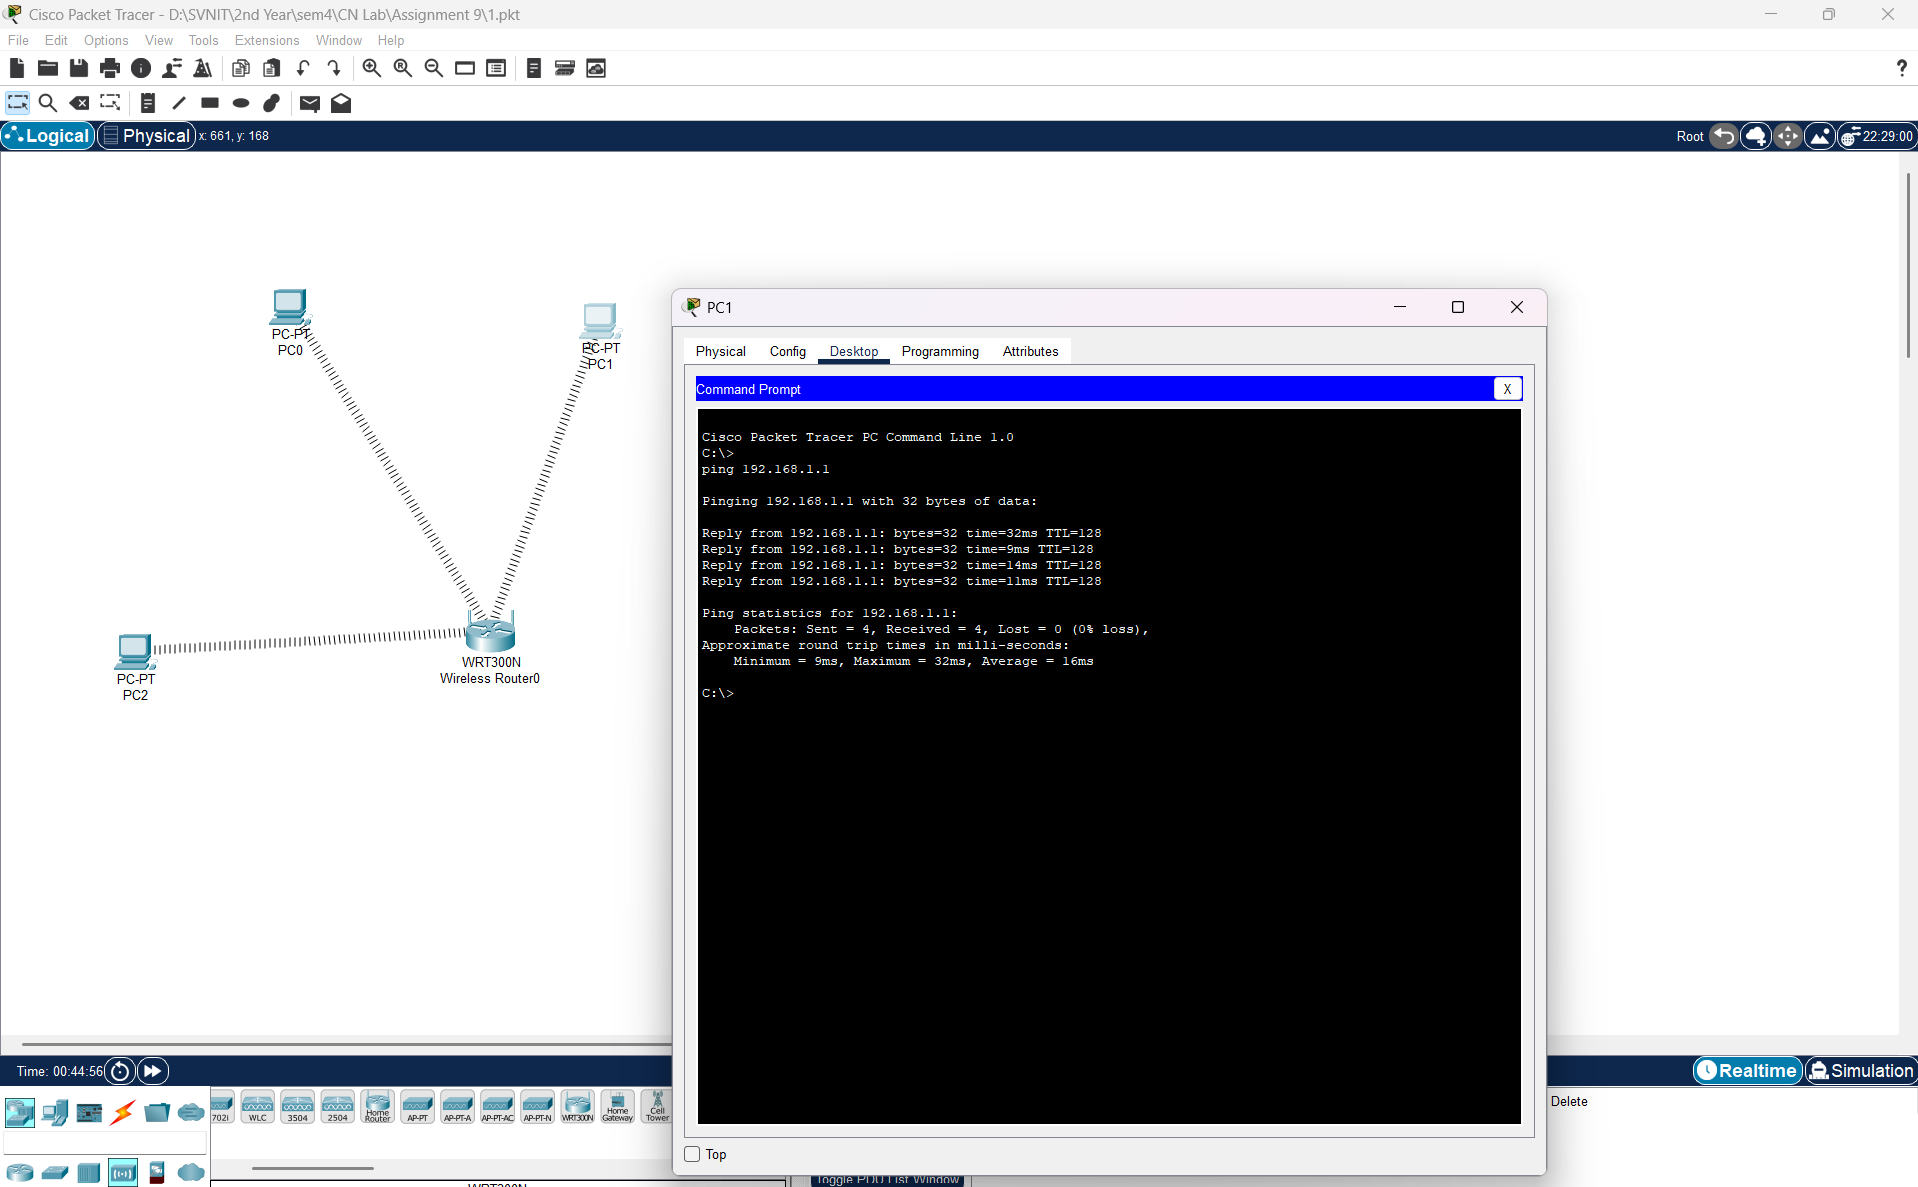 Cisco Packet Tracer - D:\SVNIT\2nd Year\sem4\CN Lab\Assignment 9\1.pkt
File Edit Options View Tools Extensions Window Help
Logical Physical x: 661, y: 168 Root 22:29:00
PC-PT
PC0
PC-PT
PC1
PC-PT
PC2
WRT300N
Wireless Router0
PC1
Physical Config Desktop Programming Attributes
Command Prompt X
Cisco Packet Tracer PC Command Line 1.0
C:\>
ping 192.168.1.1
Pinging 192.168.1.1 with 32 bytes of data:
Reply from 192.168.1.1: bytes=32 time=32ms TTL=128
Reply from 192.168.1.1: bytes=32 time=9ms TTL=128
Reply from 192.168.1.1: bytes=32 time=14ms TTL=128
Reply from 192.168.1.1: bytes=32 time=11ms TTL=128
Ping statistics for 192.168.1.1:
Packets: Sent = 4, Received = 4, Lost = 0 (0% loss),
Approximate round trip times in milli-seconds:
Minimum = 9ms, Maximum = 32ms, Average = 16ms
C:\>
Top
Time: 00:44:56 Realtime Simulation
702i WLC 3504 2504 Home Router AP-PT AP-PT-A AP-PT-AC AP-PT-N WRT300N Home Gateway Cell Tower
Delete
WRT300N
Toggle PDU List Window